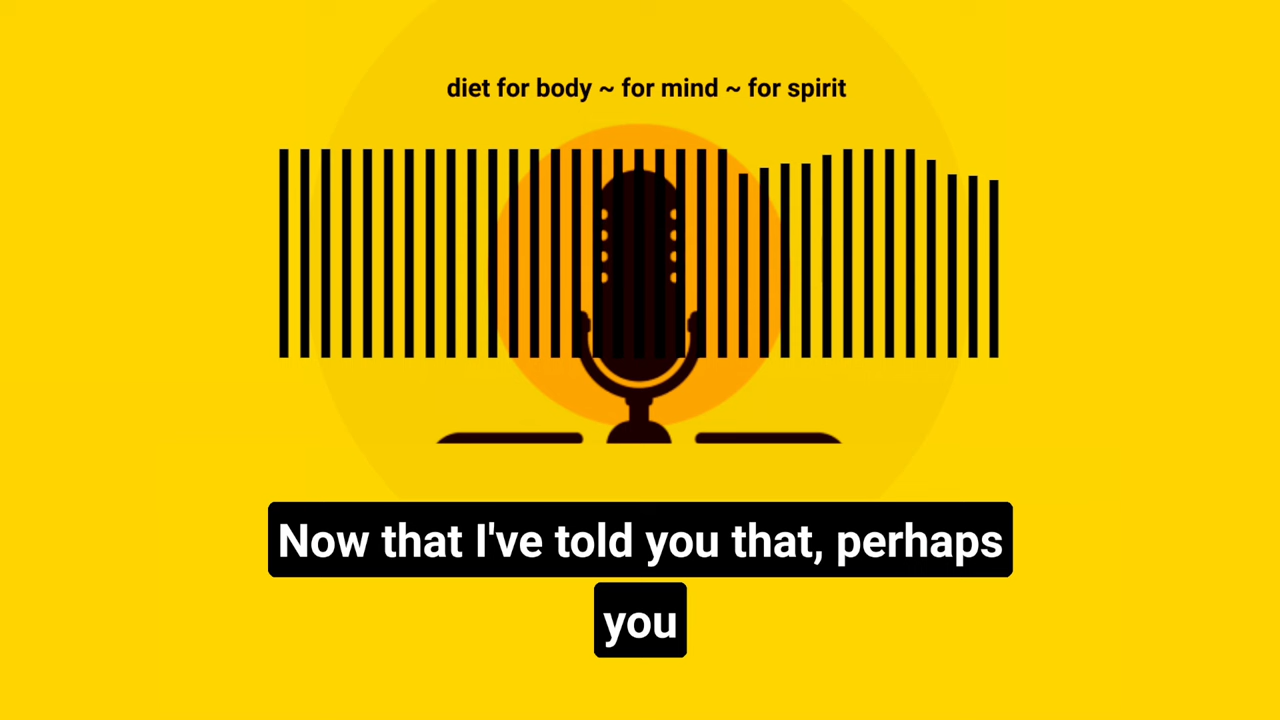 diet for body ~ for mind ~ for spirit
Now that I've told you that, perhaps
you